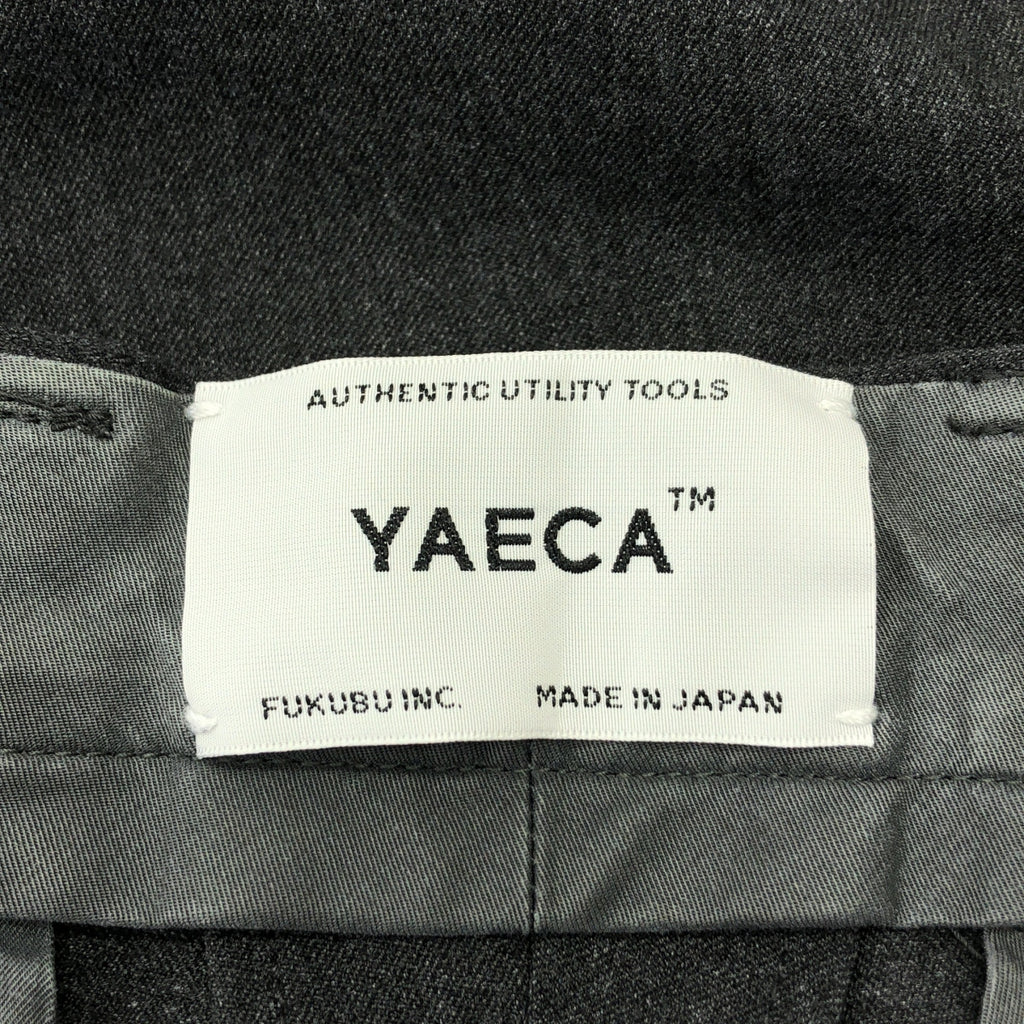 AUTHENTIC UTILITY TOOLS
YAECA™
FUKUBU INC. MADE IN JAPAN